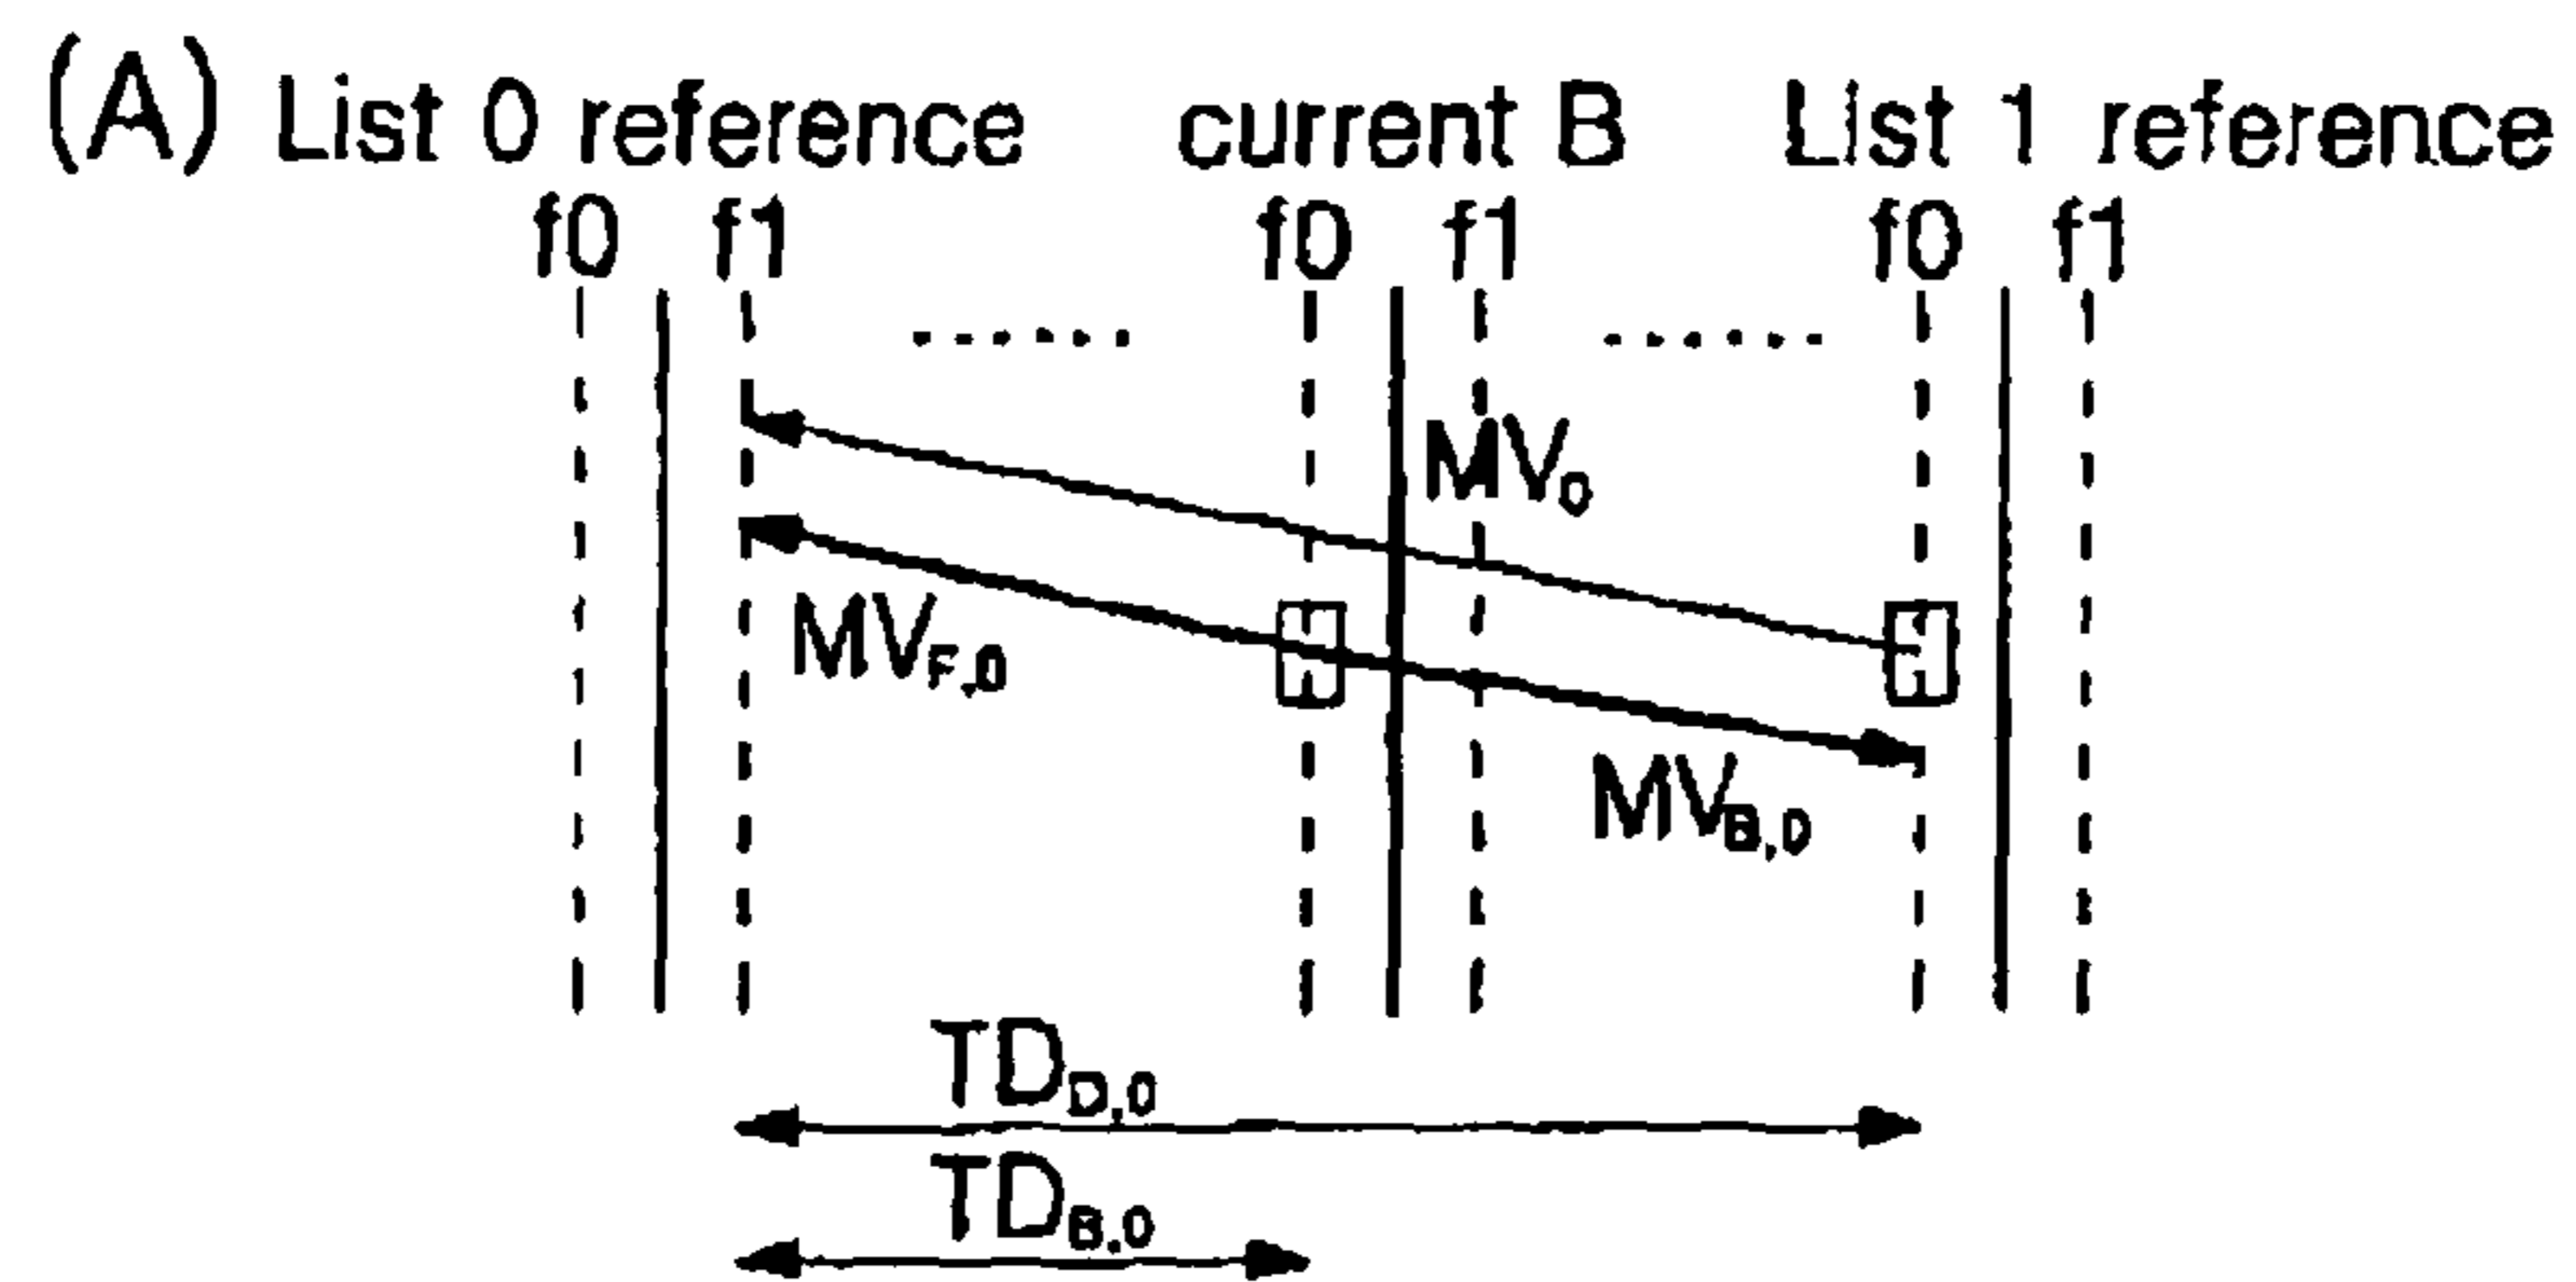 (A) List 0 reference current B List 1 reference
f0 f1 f0 f1 f0 f1
......  ......
MV0
MVF,0
MVB,0
TDD,0
TDB,0